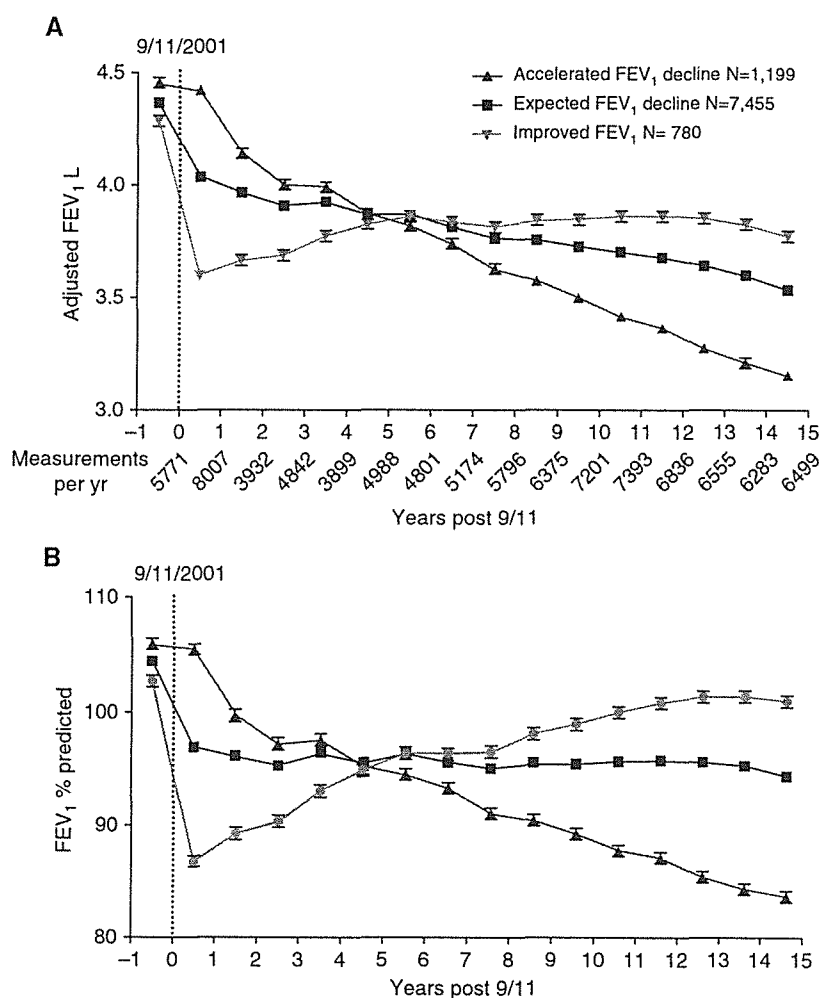 A
9/11/2001
4.5
4.0
3.5
3.0
Adjusted FEV₁ L
Accelerated FEV₁ decline N=1,199
Expected FEV₁ decline N=7,455
Improved FEV₁ N= 780
–1 0 1 2 3 4 5 6 7 8 9 10 11 12 13 14 15
Measurements
per yr
5771 8007 3932 4842 3899 4988 4801 5174 5796 6375 7201 7393 6836 6555 6283 6499
Years post 9/11
B
9/11/2001
110
100
90
80
FEV₁ % predicted
–1 0 1 2 3 4 5 6 7 8 9 10 11 12 13 14 15
Years post 9/11